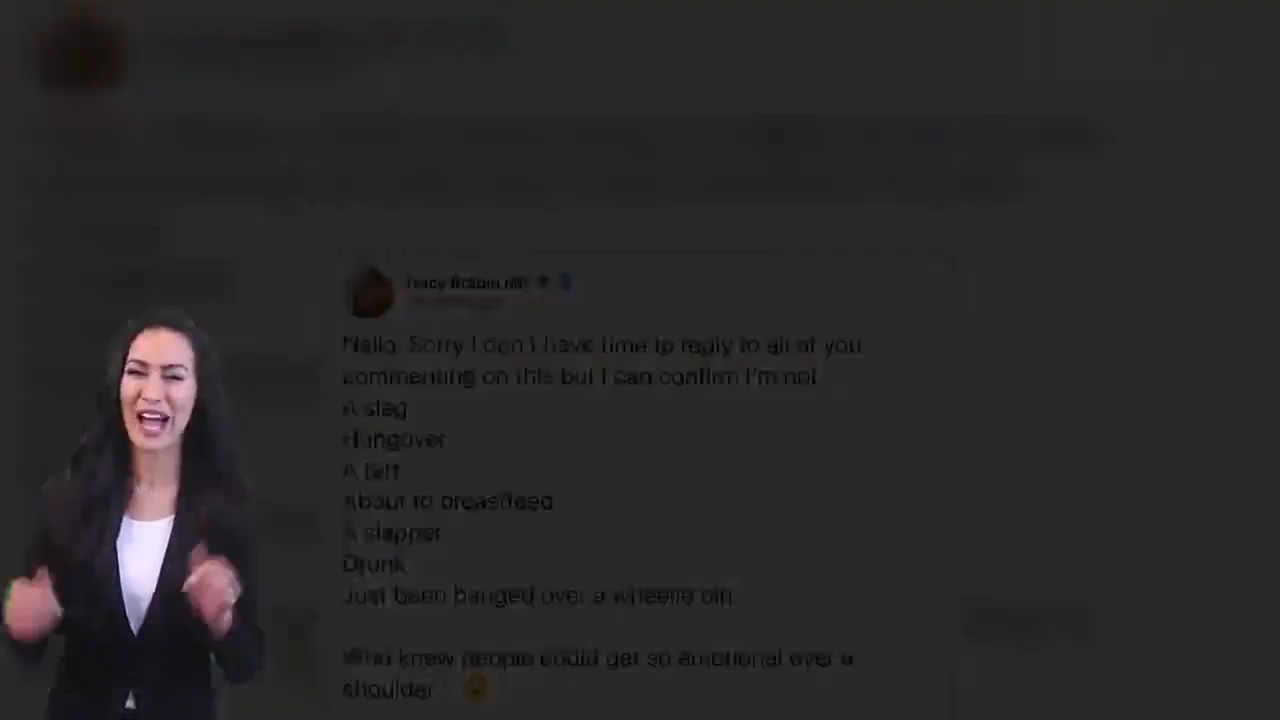 Tracy Brabin MP
Hello. Sorry I don't have time to reply to all of you
commenting on this but I can confirm I'm not
A slag
Hungover
A tart
About to breastfeed
A slapper
Drunk
Just been banged over a wheelie bin.
Who knew people could get so emotional over a
shoulder